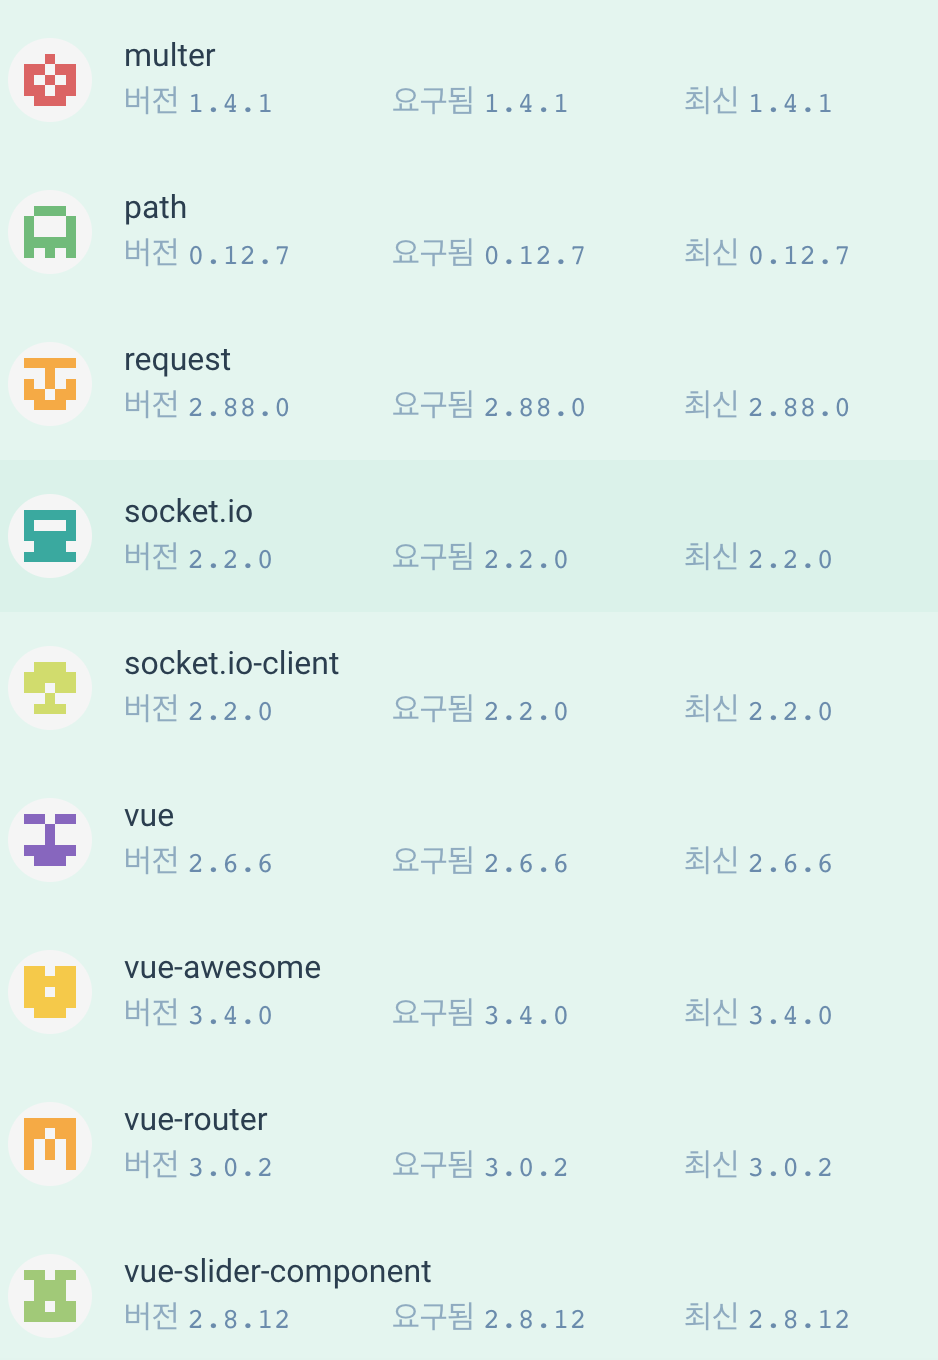 multer
버전 1.4.1 요구됨 1.4.1 최신 1.4.1
path
버전 0.12.7 요구됨 0.12.7 최신 0.12.7
request
버전 2.88.0 요구됨 2.88.0 최신 2.88.0
socket.io
버전 2.2.0 요구됨 2.2.0 최신 2.2.0
socket.io-client
버전 2.2.0 요구됨 2.2.0 최신 2.2.0
vue
버전 2.6.6 요구됨 2.6.6 최신 2.6.6
vue-awesome
버전 3.4.0 요구됨 3.4.0 최신 3.4.0
vue-router
버전 3.0.2 요구됨 3.0.2 최신 3.0.2
vue-slider-component
버전 2.8.12 요구됨 2.8.12 최신 2.8.12